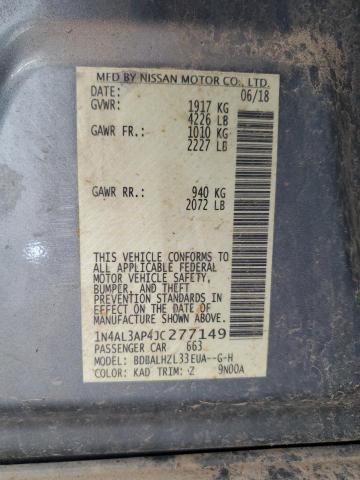 MFD BY NISSAN MOTOR CO., LTD.
DATE: 06/18
GVWR: 1917 KG
4226 LB
GAWR FR.: 1010 KG
2227 LB
GAWR RR.: 940 KG
2072 LB
THIS VEHICLE CONFORMS TO
ALL APPLICABLE FEDERAL
MOTOR VEHICLE SAFETY,
BUMPER, AND THEFT
PREVENTION STANDARDS IN
EFFECT ON THE DATE OF
MANUFACTURE SHOWN ABOVE.
1N4AL3AP4JC277149
PASSENGER CAR 663
MODEL: BDBALHZL33EUA--G-H
COLOR: KAD TRIM: Z 9N00A